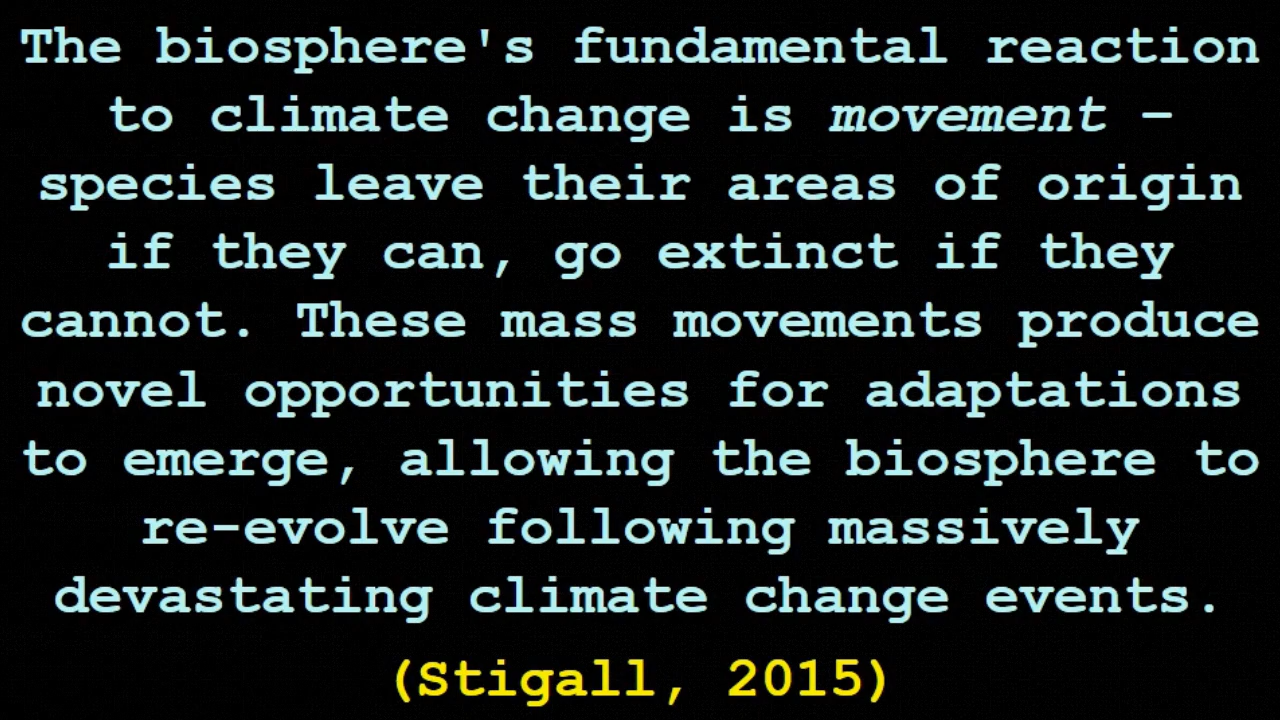 The biosphere's fundamental reaction
to climate change is movement –
species leave their areas of origin
if they can, go extinct if they
cannot. These mass movements produce
novel opportunities for adaptations
to emerge, allowing the biosphere to
re-evolve following massively
devastating climate change events.
(Stigall, 2015)